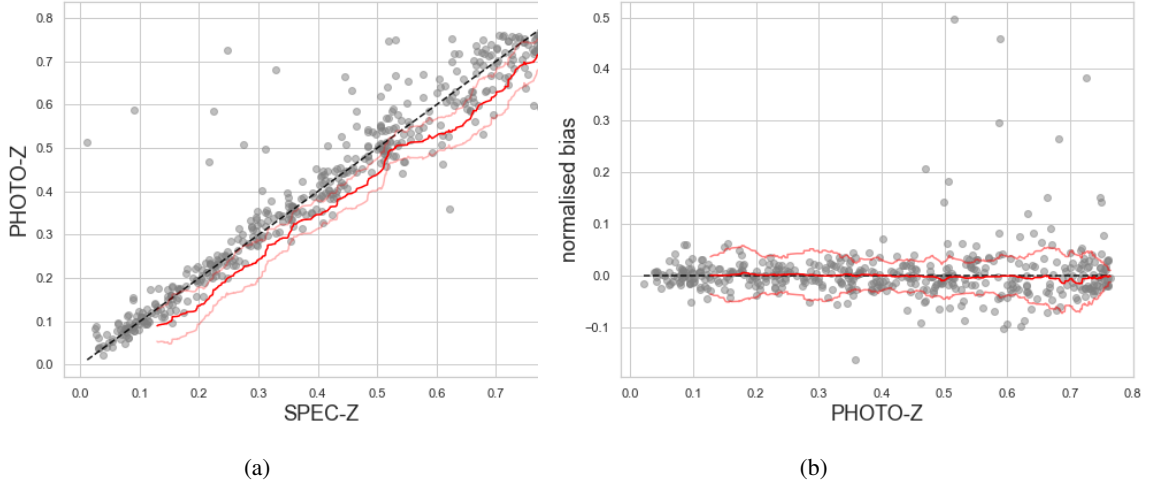 0.8
0.7
0.6
0.5
0.4
0.3
0.2
0.1
0.0
PHOTO-Z
0.0 0.1 0.2 0.3 0.4 0.5 0.6 0.7
SPEC-Z
(a)
0.5
0.4
0.3
0.2
0.1
0.0
−0.1
normalised bias
0.0 0.1 0.2 0.3 0.4 0.5 0.6 0.7 0.8
PHOTO-Z
(b)